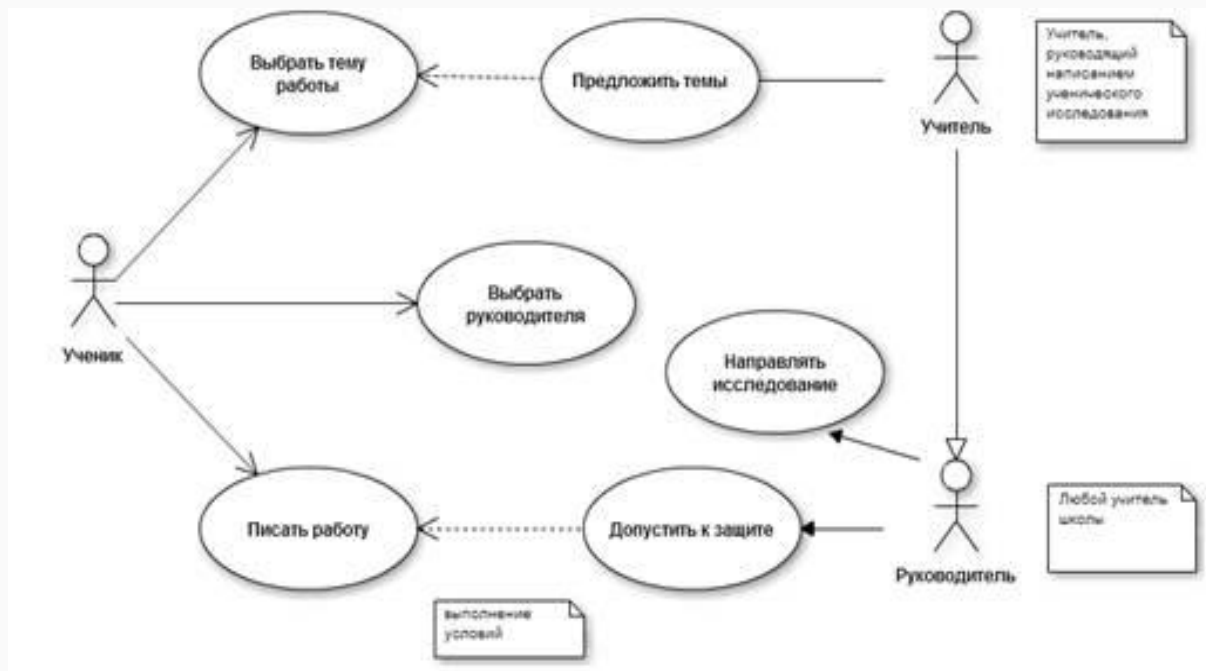 Выбрать тему
работы
Предложить темы
Учитель
Учитель,
руководящий
написанием
ученического
исследования
Ученик
Выбрать
руководителя
Направлять
исследование
Писать работу
Допустить к защите
Руководитель
Любой учитель
школы
выполнение
условий